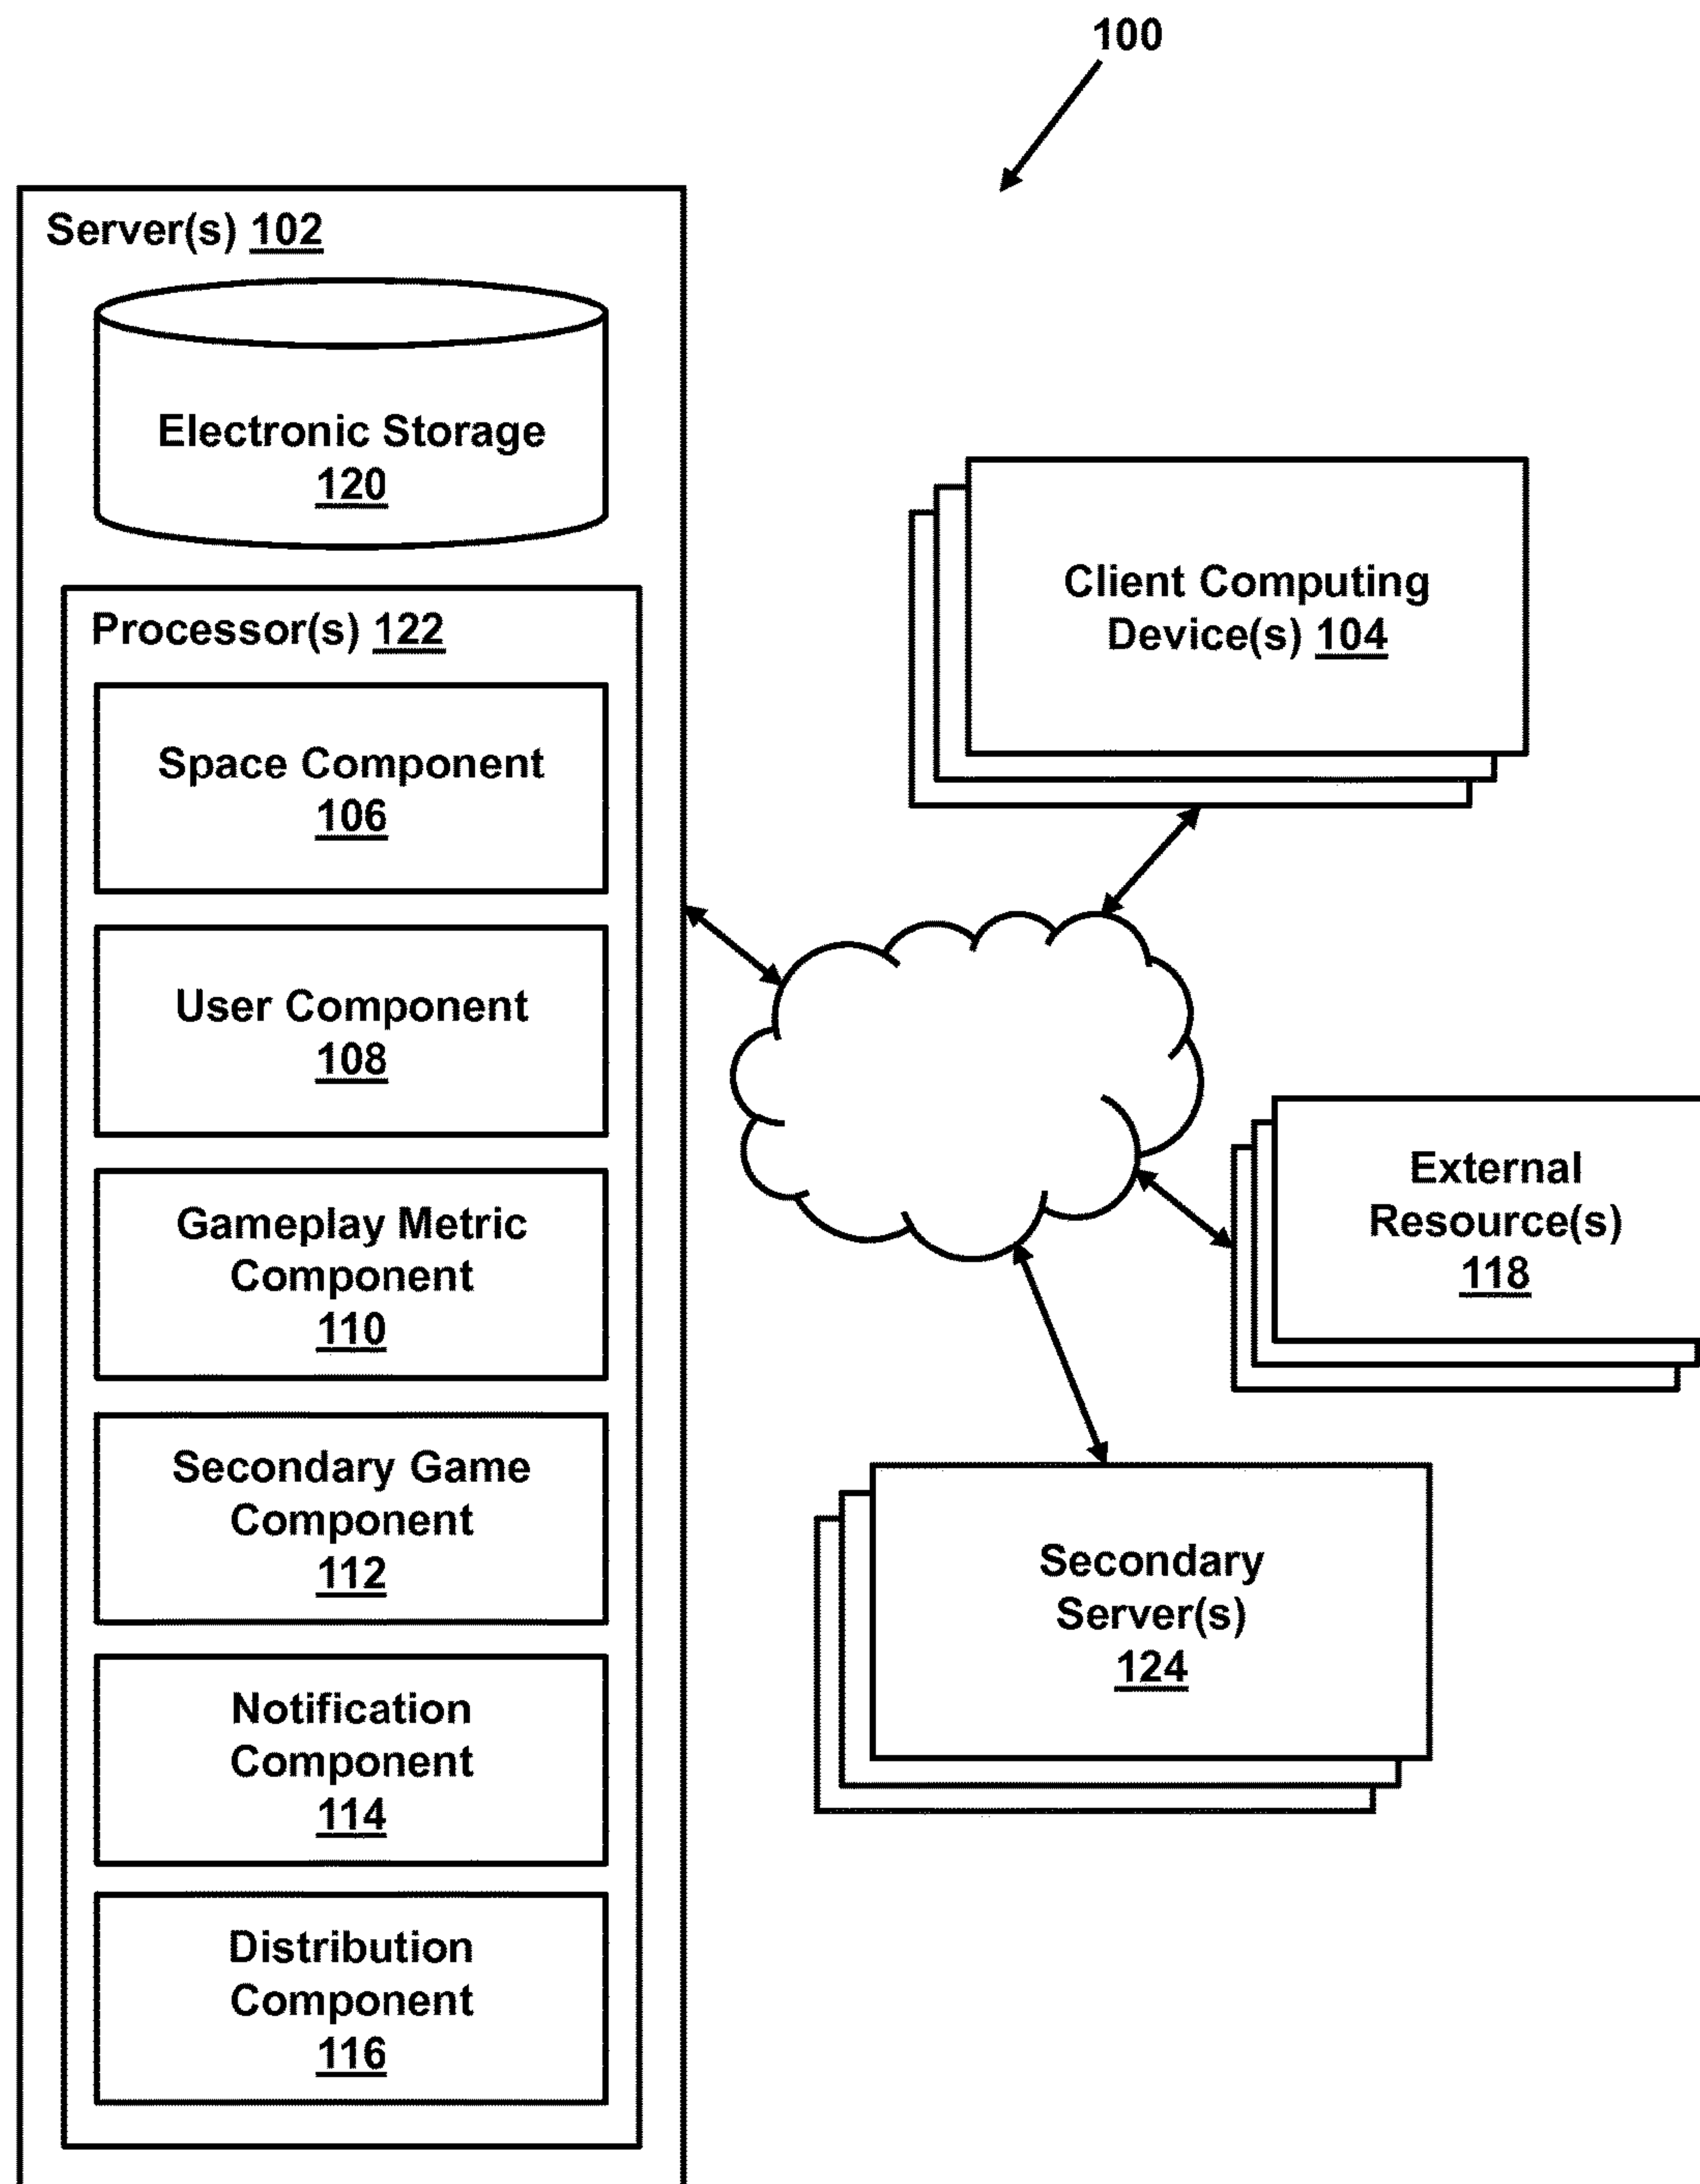 100
Server(s) 102
Electronic Storage
120
Processor(s) 122
Space Component
106
User Component
108
Gameplay Metric
Component
110
Secondary Game
Component
112
Notification
Component
114
Distribution
Component
116
Client Computing
Device(s) 104
External
Resource(s)
118
Secondary
Server(s)
124